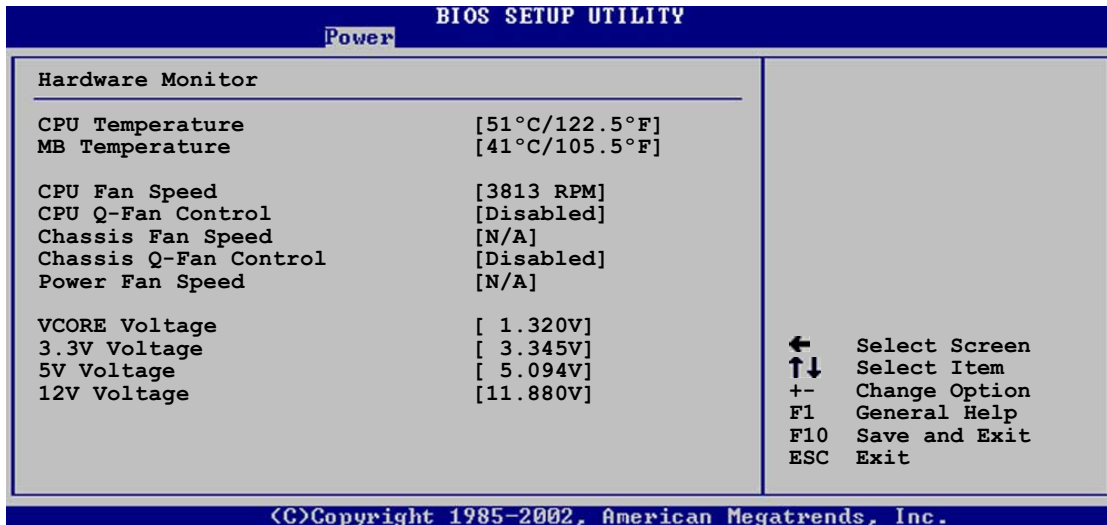 BIOS SETUP UTILITY
Power
Hardware Monitor
CPU Temperature [51°C/122.5°F]
MB Temperature [41°C/105.5°F]
CPU Fan Speed [3813 RPM]
CPU Q-Fan Control [Disabled]
Chassis Fan Speed [N/A]
Chassis Q-Fan Control [Disabled]
Power Fan Speed [N/A]
VCORE Voltage [ 1.320V]
3.3V Voltage [ 3.345V]
5V Voltage [ 5.094V]
12V Voltage [11.880V]
← Select Screen
↑↓ Select Item
+- Change Option
F1 General Help
F10 Save and Exit
ESC Exit
(C)Copyright 1985-2002, American Megatrends, Inc.